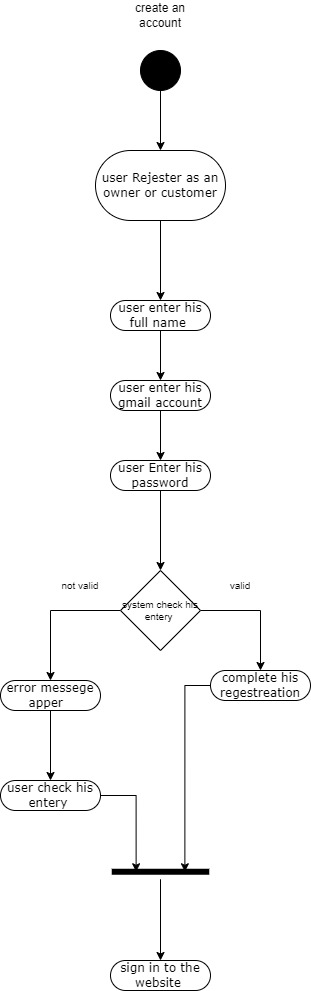 create an
account
user Rejester as an
owner or customer
user enter his
full name
user enter his
gmail account
user Enter his
password
not valid
valid
system check his
entery
error messege
apper
complete his
regestreation
user check his
entery
sign in to the
website